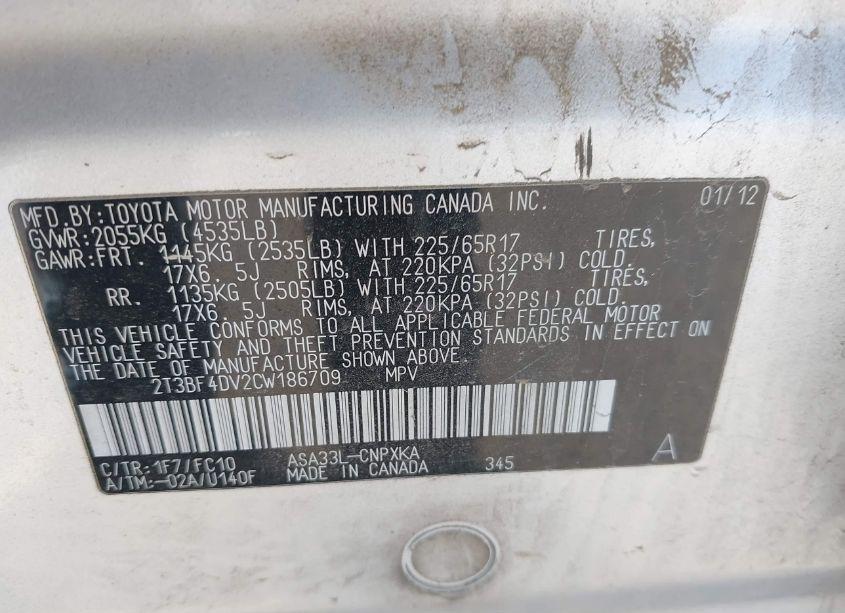 MFD.BY:TOYOTA MOTOR MANUFACTURING CANADA INC. 01/12
GVWR:2055KG (4535LB)
GAWR:FRT. 1145KG (2535LB) WITH 225/65R17 TIRES,
17X6.5J RIMS, AT 220KPA (32PSI) COLD.
RR. 1135KG (2505LB) WITH 225/65R17 TIRES,
17X6.5J RIMS, AT 220KPA (32PSI) COLD.
THIS VEHICLE CONFORMS TO ALL APPLICABLE FEDERAL MOTOR
VEHICLE SAFETY AND THEFT PREVENTION STANDARDS IN EFFECT ON
THE DATE OF MANUFACTURE SHOWN ABOVE.
2T3BF4DV2CW186709 MPV
C/TR:1F7/FC10 ASA33L-CNPXKA 345 A
A/TM:-02A/U140F MADE IN CANADA